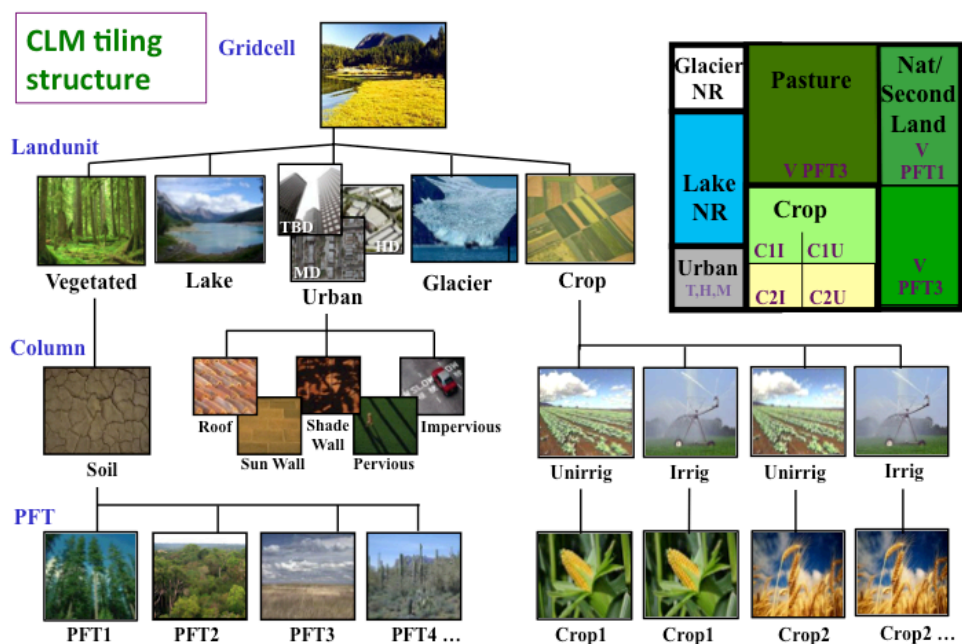 CLM tiling
structure
Gridcell
Landunit
TBD
HD
MD
Vegetated
Lake
Urban
Glacier
Crop
Column
SLOW
Soil
Roof
Sun Wall
Shade
Wall
Pervious
Impervious
Unirrig
Irrig
Unirrig
Irrig
PFT
PFT1
PFT2
PFT3
PFT4 ...
Crop1
Crop1
Crop2
Crop2 ...
Glacier
NR
Lake
NR
Urban
T,H,M
Pasture
V PFT3
Crop
C1I
C1U
C2I
C2U
Nat/
Second
Land
V
PFT1
V
PFT3